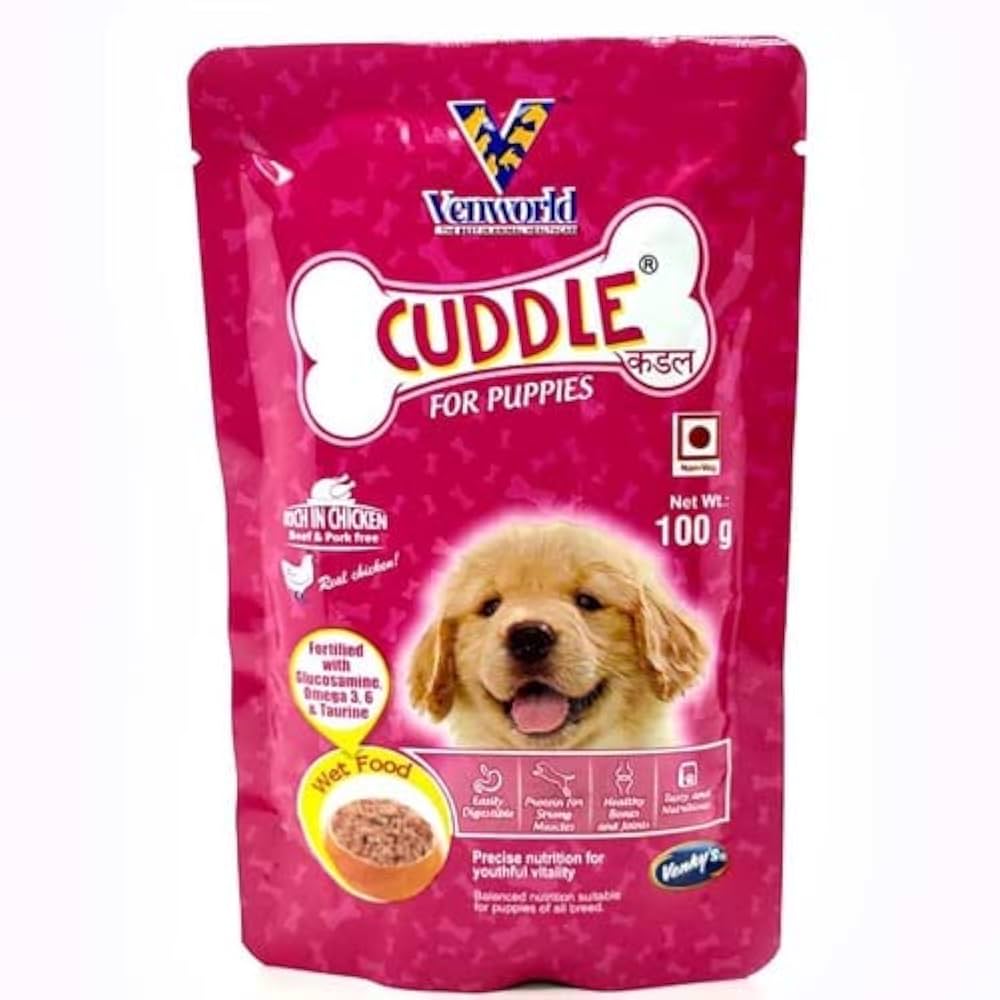 Venworld
THE BEST IN ANIMAL HEALTHCARE
CUDDLE®
कडल
FOR PUPPIES
Non-Veg
Net Wt.:
100 g
RICH IN CHICKEN
Beef & Pork free
Real chicken!
Fortified
with
Glucosamine,
Omega 3, 6
& Taurine
Wet Food
Easily
Digestible
Protein for
Strong
Muscles
Healthy
Bones
and Joints
Tasty and
Nutritious
Precise nutrition for
youthful vitality
Balanced nutrition suitable
for puppies of all breed.
Venky's®